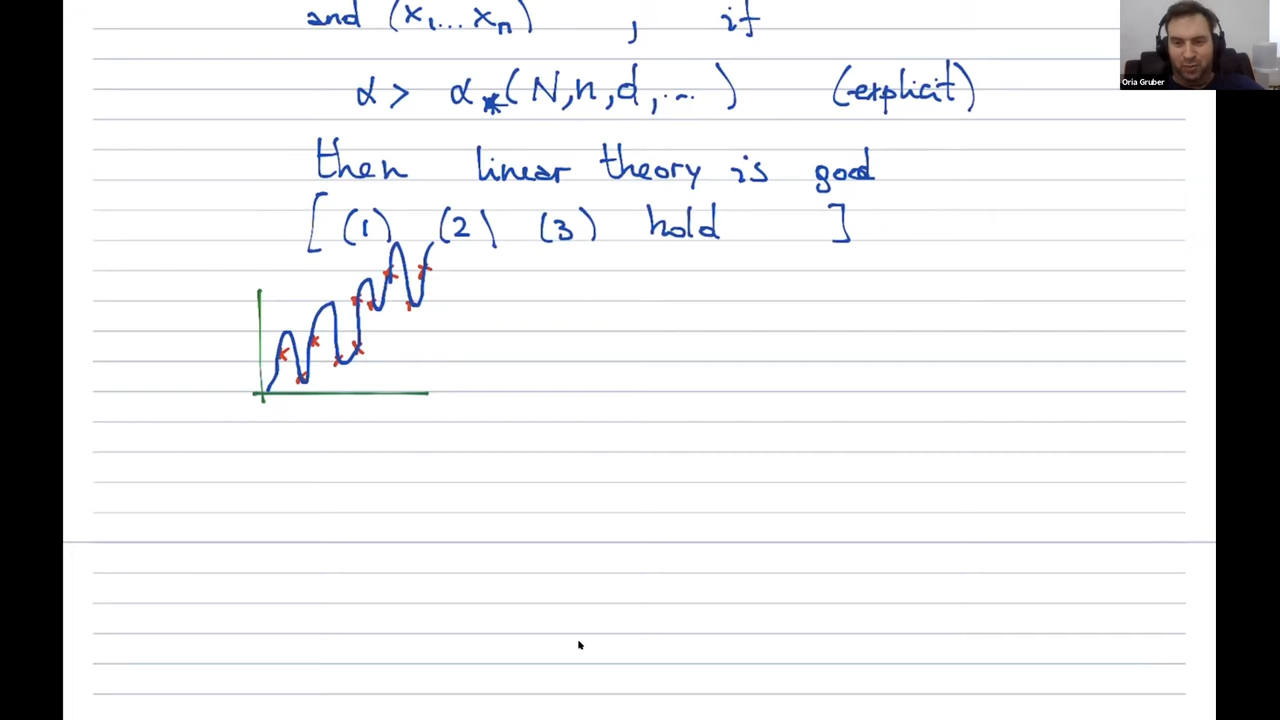 and (x₁...xₙ) , if
Oria Gruber
α > α*(N,n,d,...) (explicit)
then linear theory is good
[ (1) (2) (3) hold ]